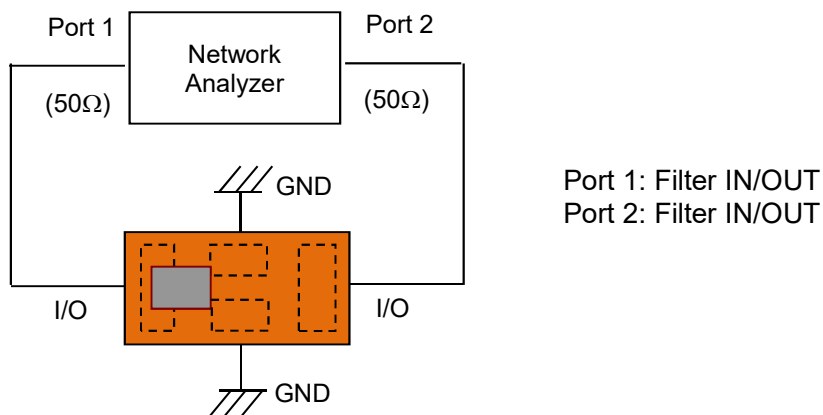 Port 1
Port 2
Network
Analyzer
(50Ω)
(50Ω)
GND
Port 1: Filter IN/OUT
Port 2: Filter IN/OUT
I/O
I/O
GND